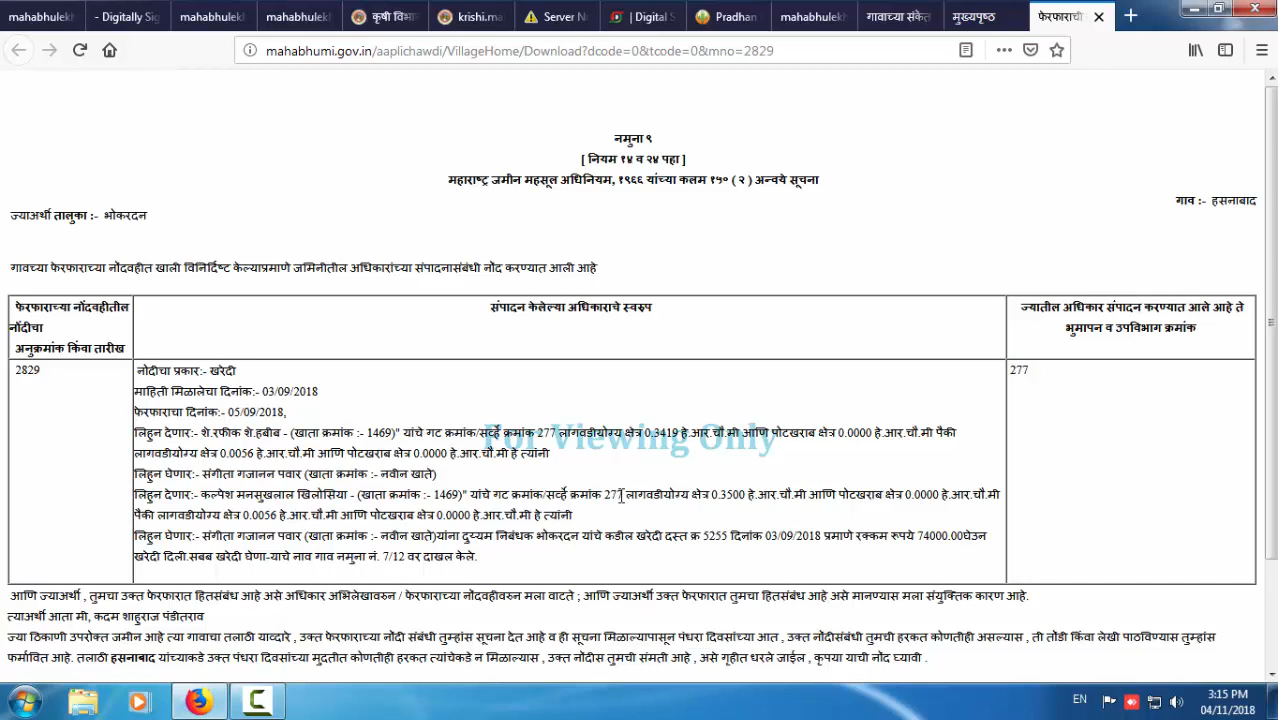 mahabhulekh
- Digitally Sig
mahabhulekh
mahabhulekh
कृषी विभा
krishi.ma
Server N
| Digital S
Pradhan
mahabhulekh
गावाच्या संकेत
मुख्यपृष्ठ
फेरफाराची
mahabhumi.gov.in/aaplichawdi/VillageHome/Download?dcode=0&tcode=0&mno=2829
नमुना ९
[ नियम १४ व २४ पहा ]
महाराष्ट्र जमीन महसूल अधिनियम, १९६६ यांच्या कलम १५० ( २ ) अन्वये सूचना
गाव :- हसनाबाद
ज्याअर्थी तालुका :- भोकरदन
गावच्या फेरफाराच्या नोंदवहीत खाली विनिर्दिष्ट केल्याप्रमाणे जमिनीतील अधिकारांच्या संपादनासंबंधी नोंद करण्यात आली आहे
फेरफाराच्या नोंदवहीतील
नोंदीचा
अनुक्रमांक किंवा तारीख
संपादन केलेल्या अधिकाराचे स्वरुप
ज्यातील अधिकार संपादन करण्यात आले आहे ते
भुमापन व उपविभाग क्रमांक
2829
नोदीचा प्रकार:- खरेदी
माहिती मिळालेचा दिनांक:- 03/09/2018
फेरफाराचा दिनांक:- 05/09/2018,
लिहुन देणार:- शे.रफीक शे.हबीब - (खाता क्रमांक :- 1469)" यांचे गट क्रमांक/सर्व्हे क्रमांक 277 लागवडीयोग्य क्षेत्र 0.3419 हे.आर.चौ.मी आणि पोटखराब क्षेत्र 0.0000 हे.आर.चौ.मी पैकी
लागवडीयोग्य क्षेत्र 0.0056 हे.आर.चौ.मी आणि पोटखराब क्षेत्र 0.0000 हे.आर.चौ.मी हे त्यांनी
लिहुन घेणार:- संगीता गजानन पवार (खाता क्रमांक :- नवीन खाते)
लिहुन देणार:- कल्पेश मनसुखलाल खिलोसिया - (खाता क्रमांक :- 1469)" यांचे गट क्रमांक/सर्व्हे क्रमांक 277 लागवडीयोग्य क्षेत्र 0.3500 हे.आर.चौ.मी आणि पोटखराब क्षेत्र 0.0000 हे.आर.चौ.मी
पैकी लागवडीयोग्य क्षेत्र 0.0056 हे.आर.चौ.मी आणि पोटखराब क्षेत्र 0.0000 हे.आर.चौ.मी हे त्यांनी
लिहुन घेणार:- संगीता गजानन पवार (खाता क्रमांक :- नवीन खाते)यांना दुय्यम निबंधक भोकरदन यांचे कडील खरेदी दस्त क्र 5255 दिनांक 03/09/2018 प्रमाणे रक्कम रूपये 74000.00घेउन
खरेदी दिली.सबब खरेदी घेणा-याचे नाव गाव नमुना नं. 7/12 वर दाखल केले.
277
For Viewing Only
आणि ज्याअर्थी , तुमचा उक्त फेरफारात हितसंबंध आहे असे अधिकार अभिलेखावरुन / फेरफाराच्या नोंदवहीवरुन मला वाटते ; आणि ज्याअर्थी उक्त फेरफारात तुमचा हितसंबंध आहे असे मानण्यास मला संयुक्तिक कारण आहे.
त्याअर्थी आता मी, कदम शाहुराज पंडीतराव
ज्या ठिकाणी उपरोक्त जमीन आहे त्या गावाचा तलाठी याव्दारे , उक्त फेरफाराच्या नोंदी संबंधी तुम्हांस सूचना देत आहे व ही सूचना मिळाल्यापासून पंधरा दिवसांच्या आत , उक्त नोंदीसंबंधी तुमची हरकत कोणतीही असल्यास , ती तोंडी किंवा लेखी पाठविण्यास तुम्हांस
फर्मावित आहे. तलाठी हसनाबाद यांच्याकडे उक्त पंधरा दिवसांच्या मुदतीत कोणतीही हरकत त्यांचेकडे न मिळाल्यास , उक्त नोंदीस तुमची संमती आहे , असे गृहीत धरले जाईल , कृपया याची नोंद घ्यावी .
EN
3:15 PM
04/11/2018